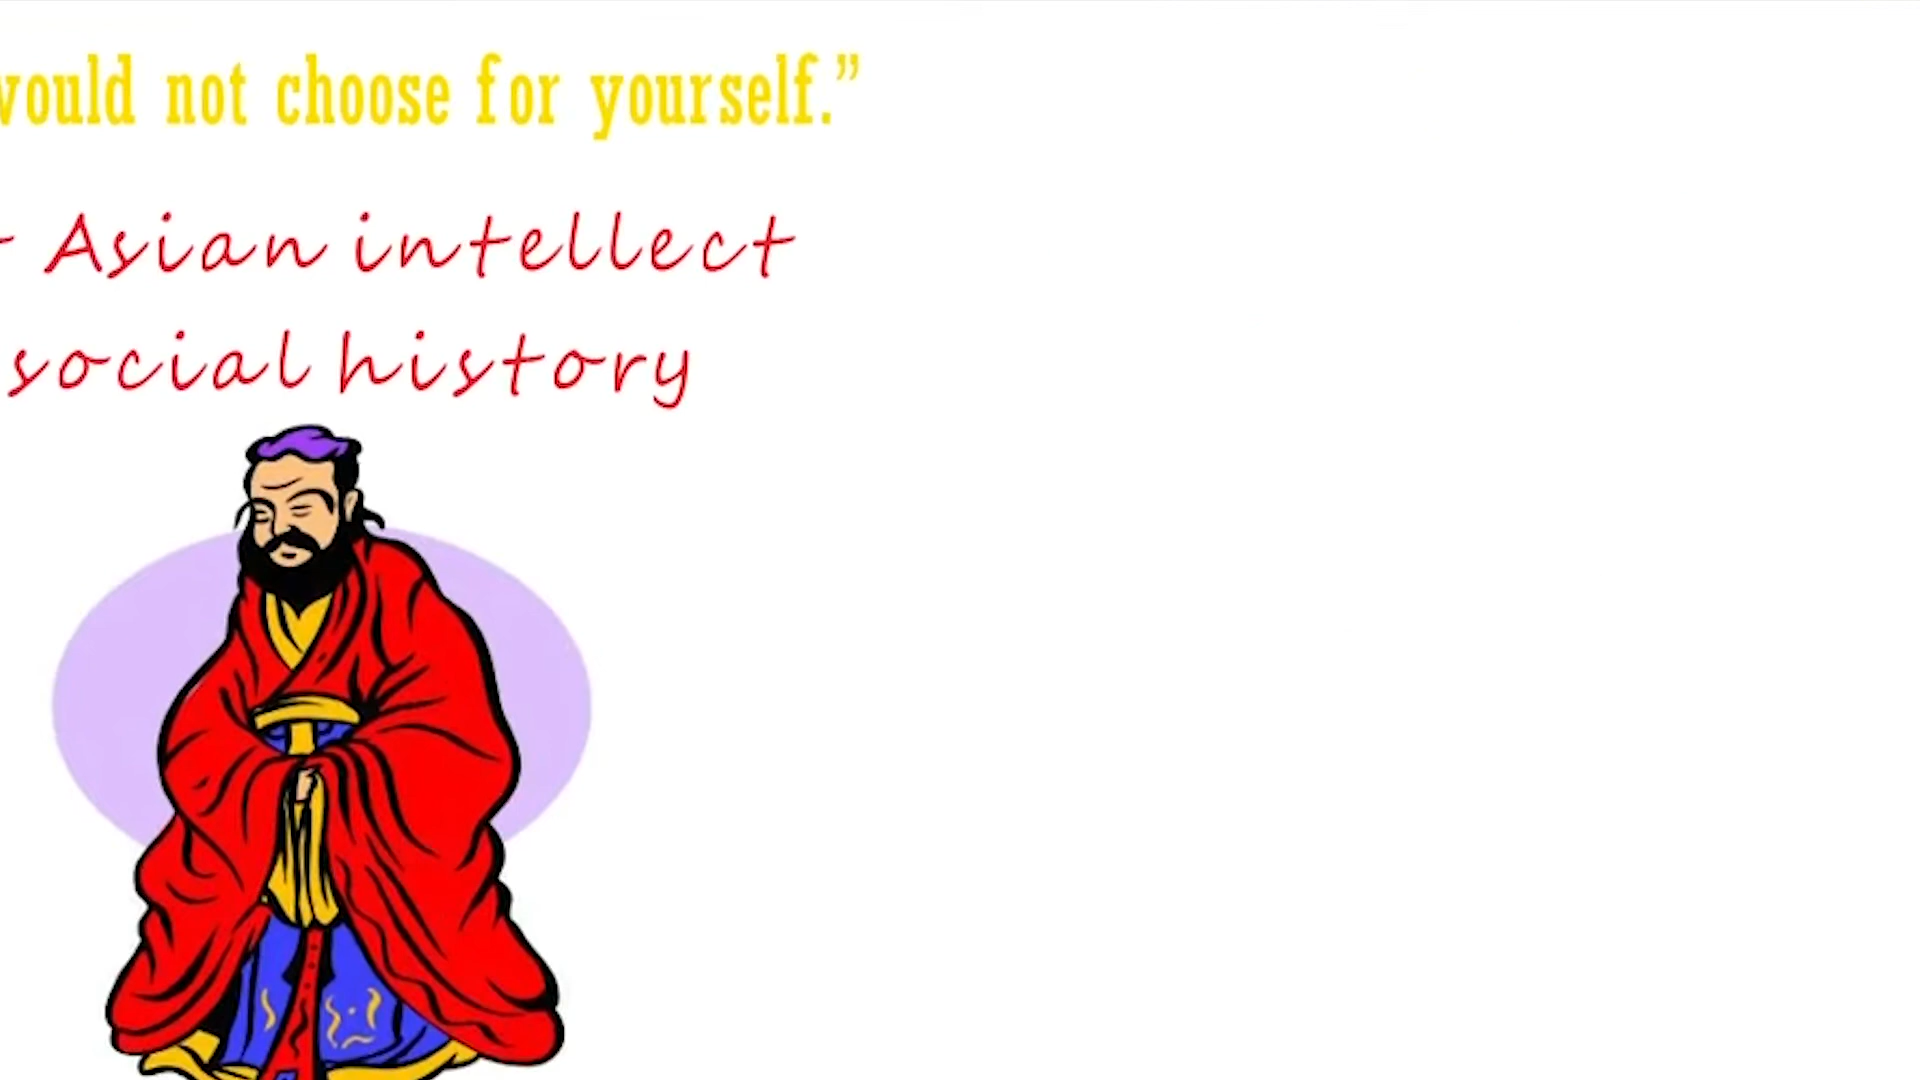 would not choose for yourself.”
- Asian intellect
social history